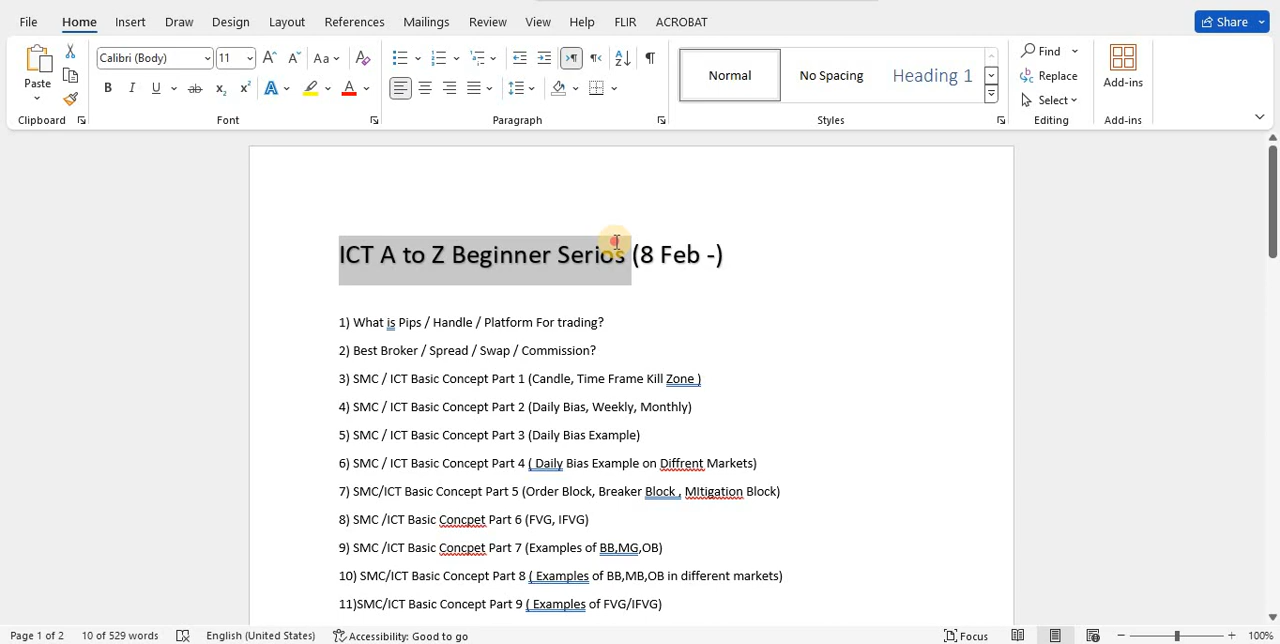 File Home Insert Draw Design Layout References Mailings Review View Help FLIR ACROBAT Share
Calibri (Body) 11 Aa Normal No Spacing Heading 1 Find
Paste Replace Add-ins
B I U ab x₂ x² A A Select
Clipboard Font Paragraph Styles Editing Add-ins
ICT A to Z Beginner Series (8 Feb -)
1) What is Pips / Handle / Platform For trading?
2) Best Broker / Spread / Swap / Commission?
3) SMC / ICT Basic Concept Part 1 (Candle, Time Frame Kill Zone )
4) SMC / ICT Basic Concept Part 2 (Daily Bias, Weekly, Monthly)
5) SMC / ICT Basic Concept Part 3 (Daily Bias Example)
6) SMC / ICT Basic Concept Part 4 ( Daily Bias Example on Diffrent Markets)
7) SMC/ICT Basic Concept Part 5 (Order Block, Breaker Block , MItigation Block)
8) SMC /ICT Basic Concpet Part 6 (FVG, IFVG)
9) SMC /ICT Basic Concpet Part 7 (Examples of BB,MG,OB)
10) SMC/ICT Basic Concept Part 8 ( Examples of BB,MB,OB in different markets)
11)SMC/ICT Basic Concept Part 9 ( Examples of FVG/IFVG)
Page 1 of 2 10 of 529 words English (United States) Accessibility: Good to go Focus 100%